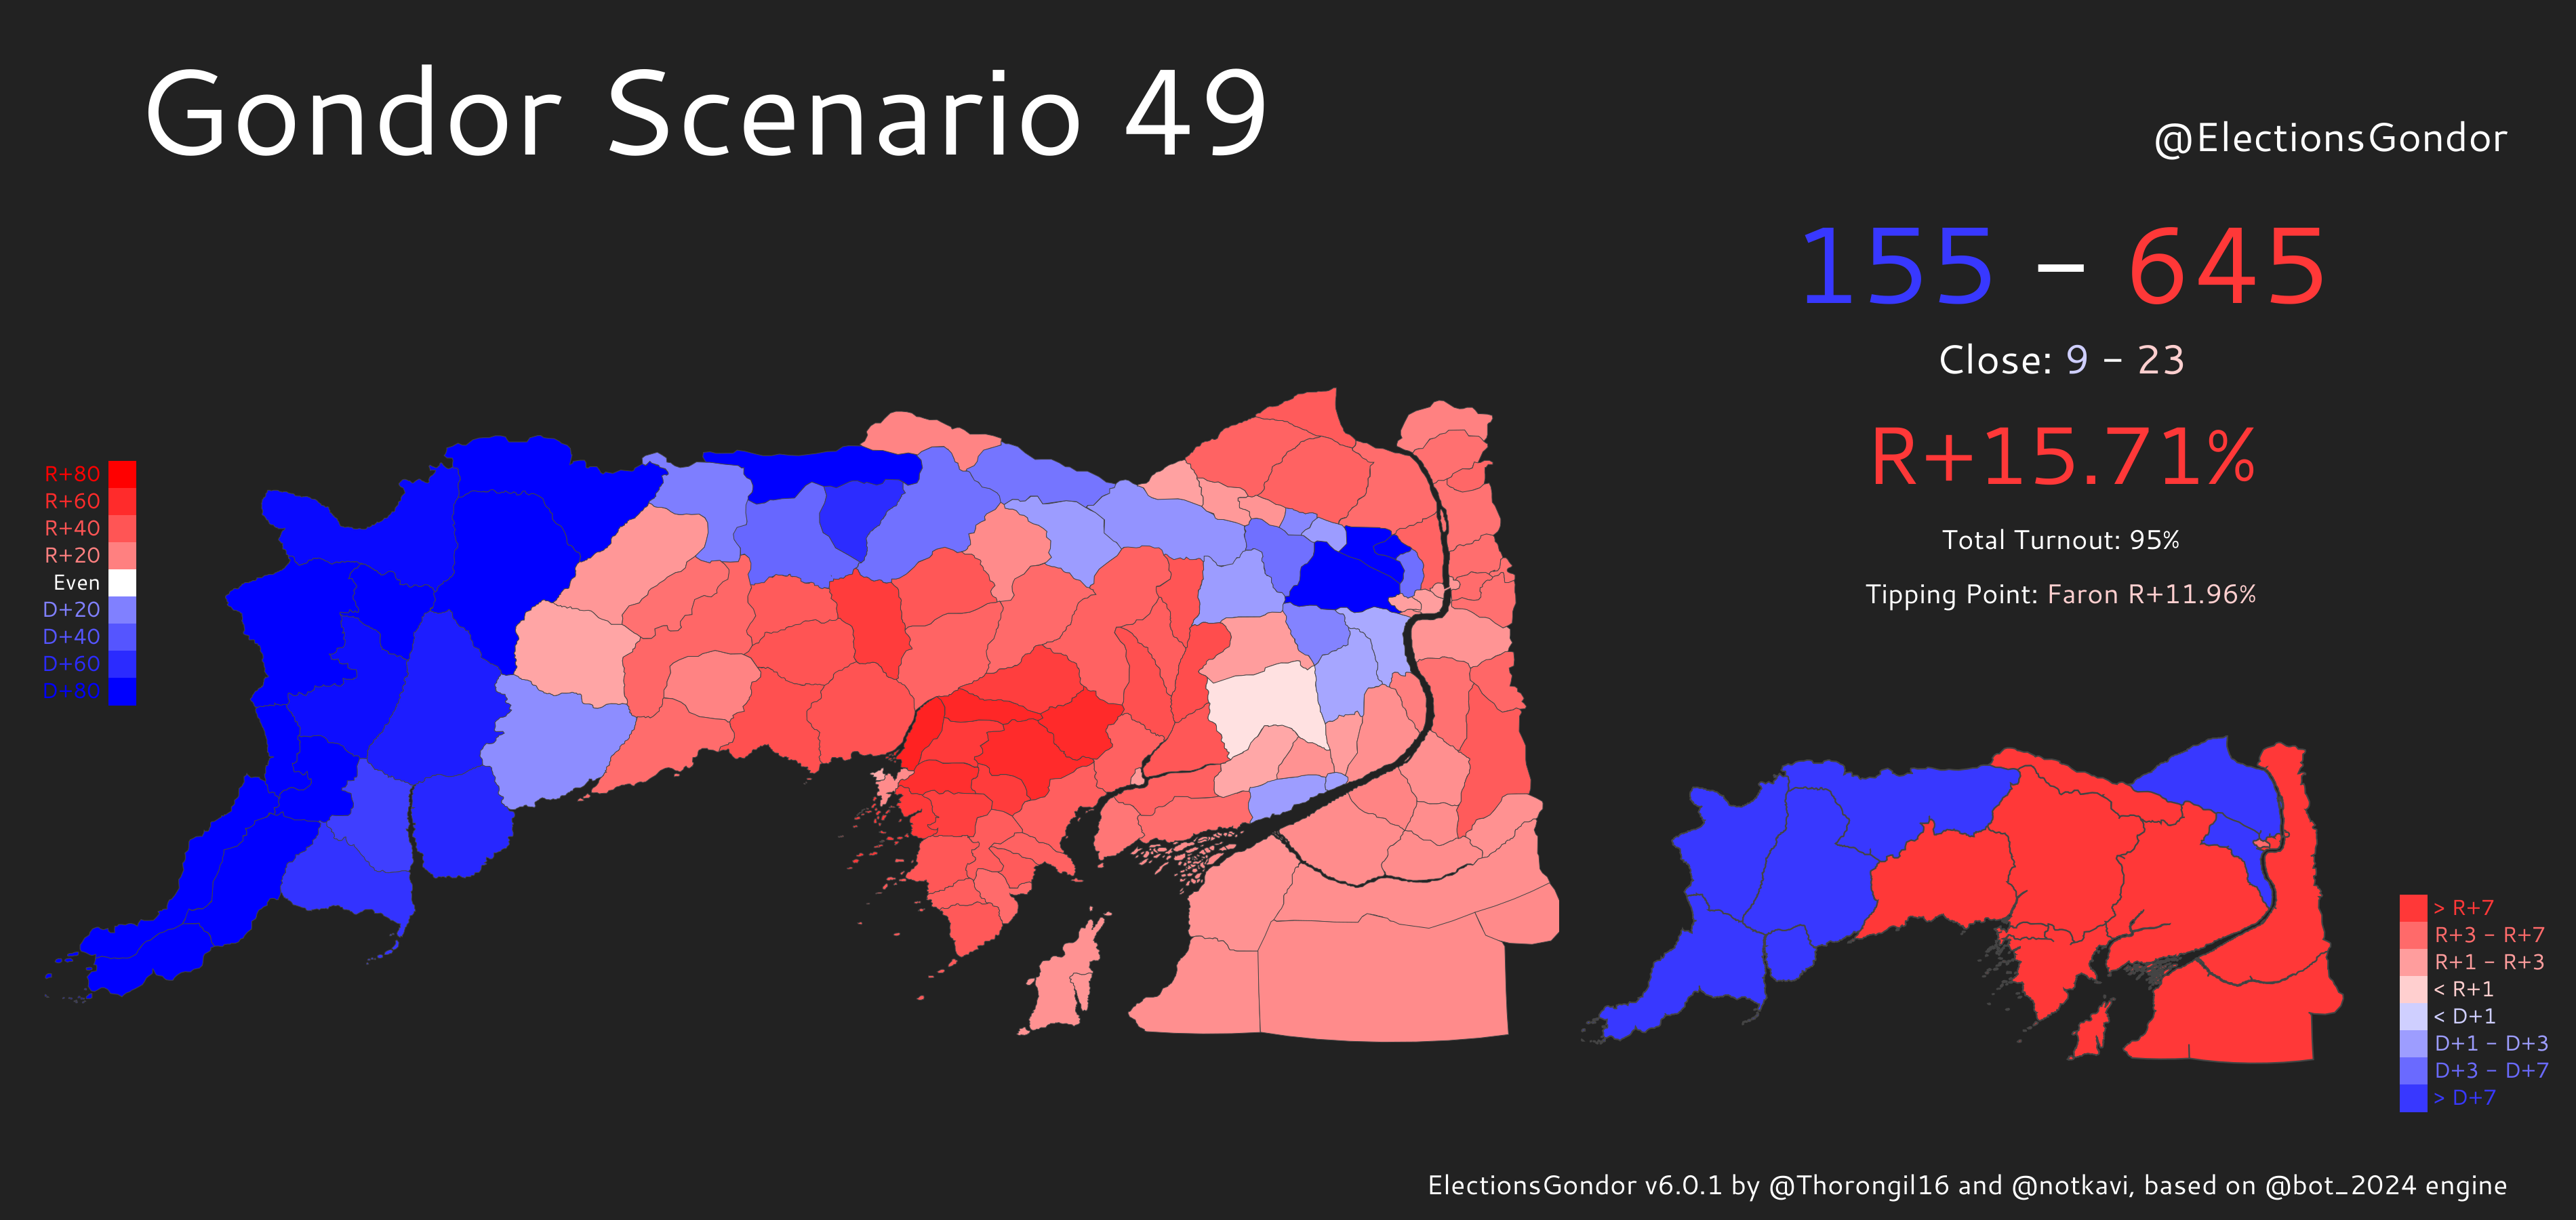 Gondor Scenario 49
@ElectionsGondor
155 – 645
Close: 9 – 23
R+15.71%
Total Turnout: 95%
Tipping Point: Faron R+11.96%
R+80
R+60
R+40
R+20
Even
D+20
D+40
D+60
D+80
> R+7
R+3 – R+7
R+1 – R+3
< R+1
< D+1
D+1 – D+3
D+3 – D+7
> D+7
ElectionsGondor v6.0.1 by @Thorongil16 and @notkavi, based on @bot_2024 engine